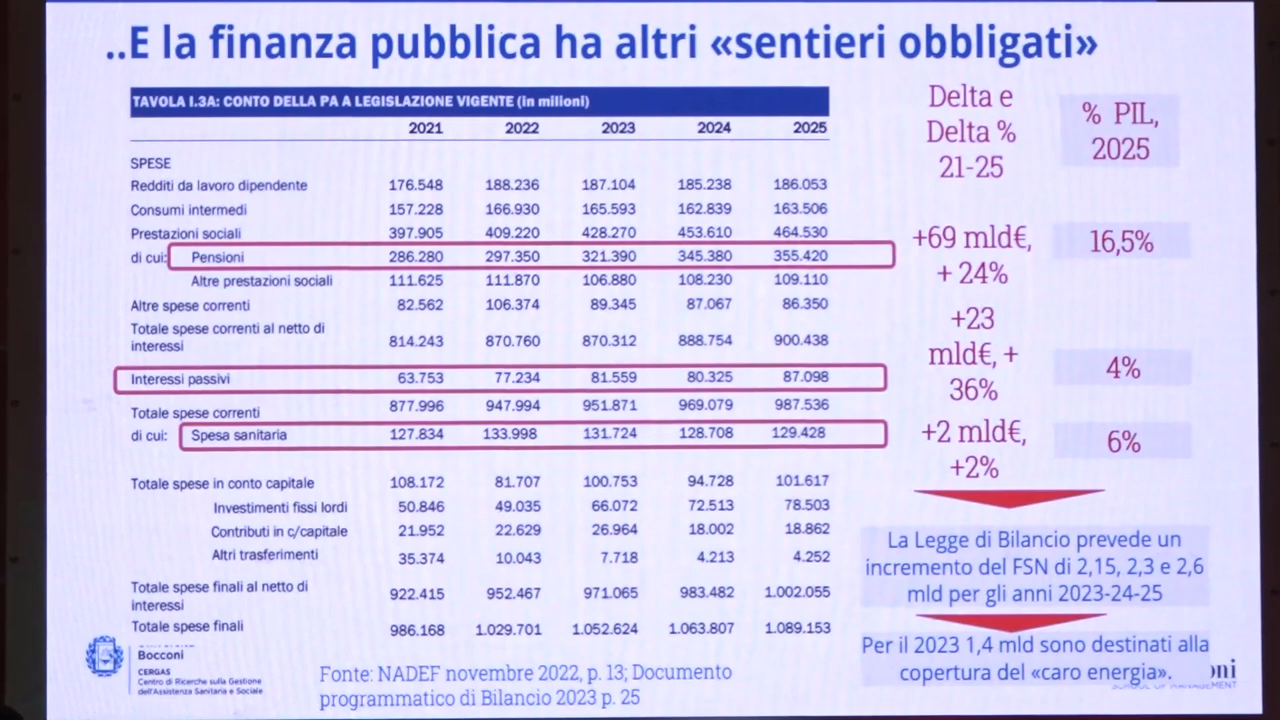 ..E la finanza pubblica ha altri «sentieri obbligati»
TAVOLA I.3A: CONTO DELLA PA A LEGISLAZIONE VIGENTE (in milioni)
2021 2022 2023 2024 2025
SPESE
Redditi da lavoro dipendente 176.548 188.236 187.104 185.238 186.053
Consumi intermedi 157.228 166.930 165.593 162.839 163.506
Prestazioni sociali 397.905 409.220 428.270 453.610 464.530
di cui: Pensioni 286.280 297.350 321.390 345.380 355.420
Altre prestazioni sociali 111.625 111.870 106.880 108.230 109.110
Altre spese correnti 82.562 106.374 89.345 87.067 86.350
Totale spese correnti al netto di
interessi 814.243 870.760 870.312 888.754 900.438
Interessi passivi 63.753 77.234 81.559 80.325 87.098
Totale spese correnti 877.996 947.994 951.871 969.079 987.536
di cui: Spesa sanitaria 127.834 133.998 131.724 128.708 129.428
Totale spese in conto capitale 108.172 81.707 100.753 94.728 101.617
Investimenti fissi lordi 50.846 49.035 66.072 72.513 78.503
Contributi in c/capitale 21.952 22.629 26.964 18.002 18.862
Altri trasferimenti 35.374 10.043 7.718 4.213 4.252
Totale spese finali al netto di
interessi 922.415 952.467 971.065 983.482 1.002.055
Totale spese finali 986.168 1.029.701 1.052.624 1.063.807 1.089.153
Delta e
Delta %
21-25
% PIL,
2025
+69 mld€,
+ 24%
16,5%
+23
mld€, +
36%
4%
+2 mld€,
+2%
6%
La Legge di Bilancio prevede un
incremento del FSN di 2,15, 2,3 e 2,6
mld per gli anni 2023-24-25
Per il 2023 1,4 mld sono destinati alla
copertura del «caro energia».
Bocconi
CERGAS
Centro di Ricerche sulla Gestione
dell'Assistenza Sanitaria e Sociale
Fonte: NADEF novembre 2022, p. 13; Documento
programmatico di Bilancio 2023 p. 25